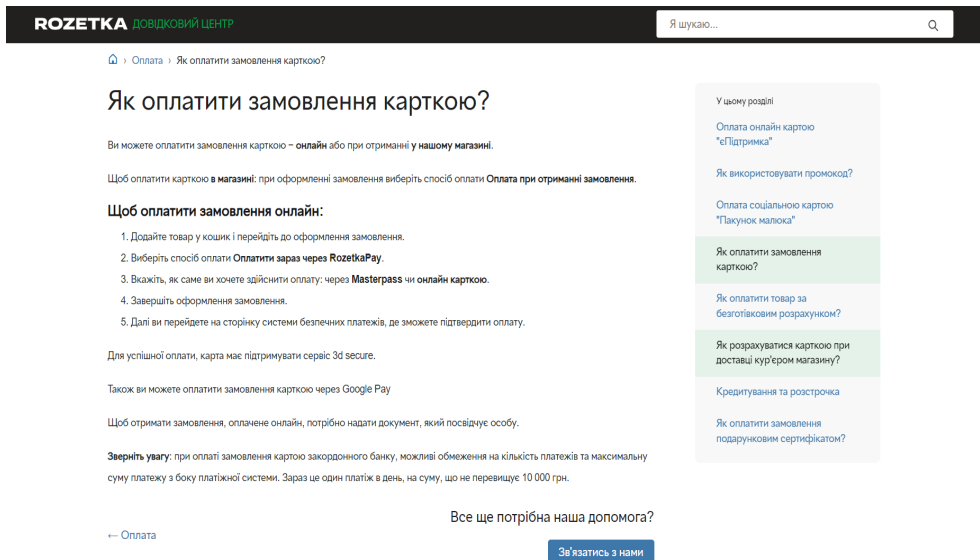 ROZETKA ДОВІДКОВИЙ ЦЕНТР
Я шукаю...
Оплата › Як оплатити замовлення карткою?
Як оплатити замовлення карткою?
Ви можете оплатити замовлення карткою – онлайн або при отриманні у нашому магазині.
Щоб оплатити карткою в магазині: при оформленні замовлення виберіть спосіб оплати Оплата при отриманні замовлення.
Щоб оплатити замовлення онлайн:
1. Додайте товар у кошик і перейдіть до оформлення замовлення.
2. Виберіть спосіб оплати Оплатити зараз через RozetkaPay.
3. Вкажіть, як саме ви хочете здійснити оплату: через Masterpass чи онлайн карткою.
4. Завершіть оформлення замовлення.
5. Далі ви перейдете на сторінку системи безпечних платежів, де зможете підтвердити оплату.
Для успішної оплати, карта має підтримувати сервіс 3d secure.
Також ви можете оплатити замовлення карткою через Google Pay
Щоб отримати замовлення, оплачене онлайн, потрібно надати документ, який посвідчує особу.
Зверніть увагу: при оплаті замовлення картою закордонного банку, можливі обмеження на кількість платежів та максимальну
суму платежу з боку платіжної системи. Зараз це один платіж в день, на суму, що не перевищує 10 000 грн.
Все ще потрібна наша допомога?
← Оплата
Зв'язатись з нами
У цьому розділі
Оплата онлайн картою
"єПідтримка"
Як використовувати промокод?
Оплата соціальною картою
"Пакунок малюка"
Як оплатити замовлення
карткою?
Як оплатити товар за
безготівковим розрахунком?
Як розрахуватися карткою при
доставці кур'єром магазину?
Кредитування та розстрочка
Як оплатити замовлення
подарунковим сертифікатом?